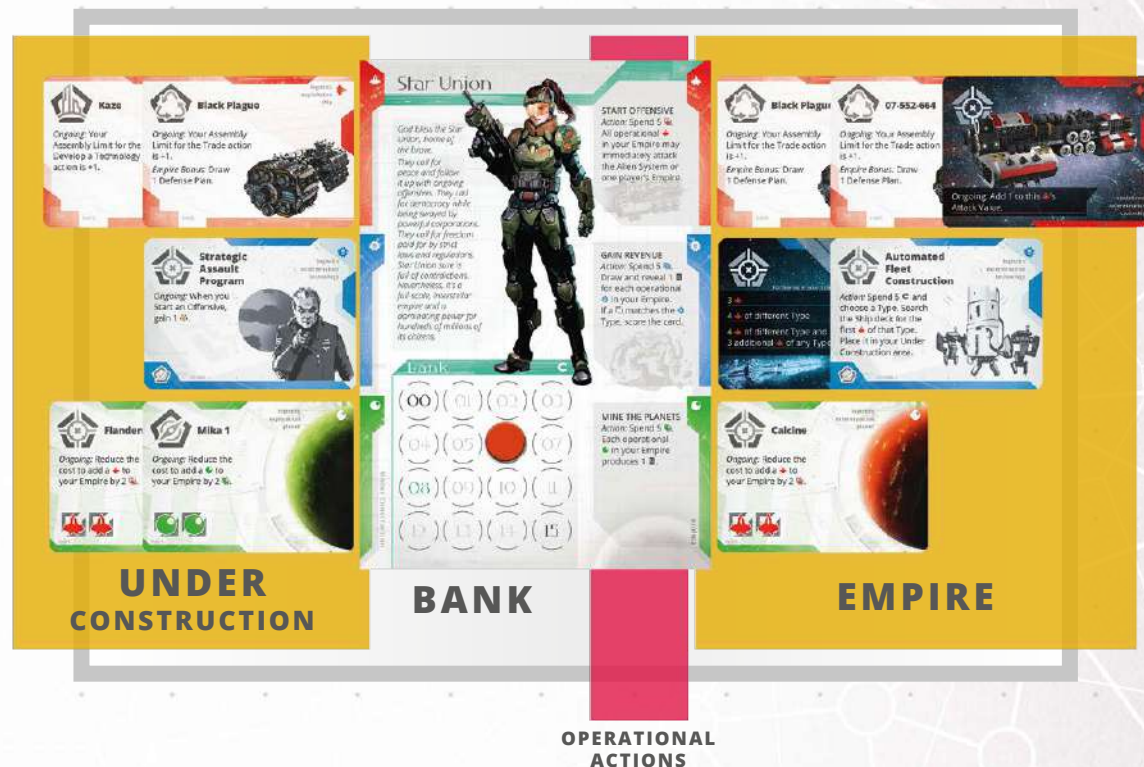 Kaze
Ongoing: Your
Assembly Limit for the
Develop a Technology
action is +1.
Black Plague
Ongoing: Your Assembly
Limit for the Trade action
is +1.
Empire Bonus: Draw
1 Defense Plan.
Strategic
Assault
Program
Ongoing: When you
Start an Offensive,
gain 1
Flander
Ongoing: Reduce the
cost to add a to
your Empire by 2
Mika 1
Ongoing: Reduce the
cost to add a to
your Empire by 2
UNDER
CONSTRUCTION
Star Union
God bless the Star
Union, home of
the brave.
They call for
peace and follow
it up with ongoing
offensives. They call
for democracy while
being swayed by
powerful corporations.
They call for freedom
paid for by strict
laws and regulations.
Star Union sure is
full of contradictions.
Nevertheless, it's a
full-scale, interstellar
empire and a
dominating power for
hundreds of millions of
its citizens.
Bank C
00 01 02 03
04 05 07
08 09 10 11
12 13 14 15
BANK
START OFFENSIVE
Action: Spend 5
All operational
in your Empire may
immediately attack
the Alien System or
one player's Empire.
GAIN REVENUE
Action: Spend 5
Draw and reveal 1
for each operational
in your Empire.
If a matches the
Type, score the card.
MINE THE PLANETS
Action: Spend 5
Each operational
in your Empire
produces 1
OPERATIONAL
ACTIONS
Black Plague
Ongoing: Your Assembly
Limit for the Trade action
is +1.
Empire Bonus: Draw
1 Defense Plan.
07-552-664
Ongoing: Your Assembly
Limit for the Trade action
is +1.
Empire Bonus: Draw
1 Defense Plan.
Ongoing: Add 1 to this 's
Attack Value.
3
4 of different Type
4 of different Type and
3 additional of any Type
Automated
Fleet
Construction
Action: Spend 5 C and
choose a Type. Search
the Ship deck for the
first of that Type.
Place it in your Under
Construction area.
Calcine
Ongoing: Reduce the
cost to add a to
your Empire by 2
EMPIRE